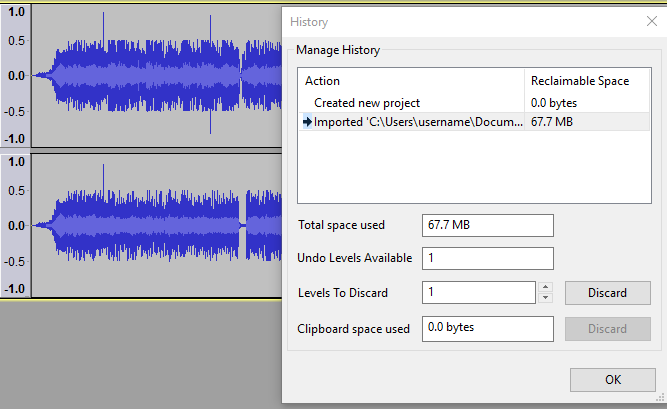 1.0
0.5
0.0
-0.5
-1.0
1.0
0.5
0.0
-0.5
-1.0
History
Manage History
Action Reclaimable Space
Created new project 0.0 bytes
Imported 'C:\Users\username\Docum... 67.7 MB
Total space used 67.7 MB
Undo Levels Available 1
Levels To Discard 1 Discard
Clipboard space used 0.0 bytes Discard
OK